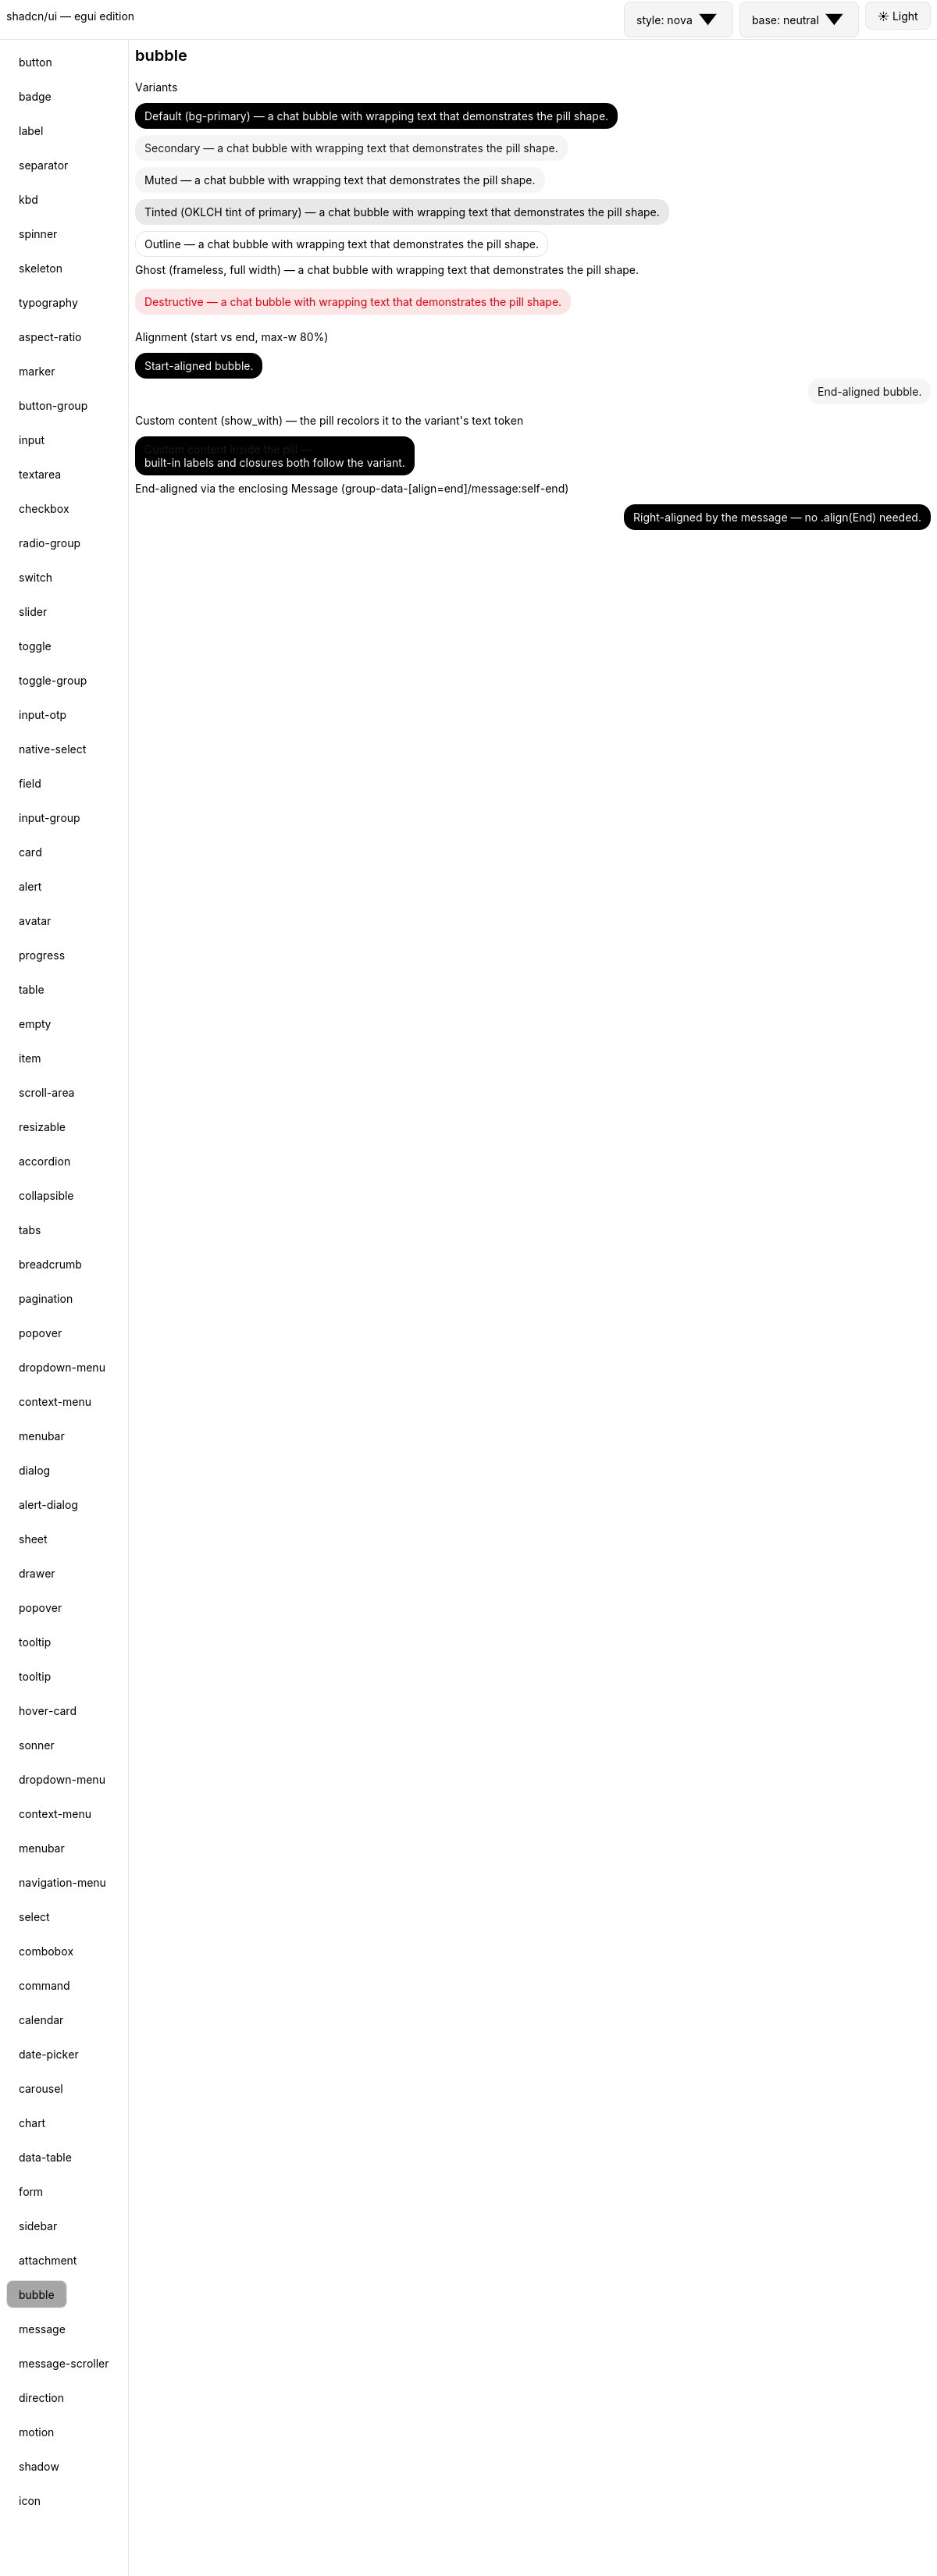 shadcn/ui — egui edition
style: nova
base: neutral
☀ Light
button
badge
label
separator
kbd
spinner
skeleton
typography
aspect-ratio
marker
button-group
input
textarea
checkbox
radio-group
switch
slider
toggle
toggle-group
input-otp
native-select
field
input-group
card
alert
avatar
progress
table
empty
item
scroll-area
resizable
accordion
collapsible
tabs
breadcrumb
pagination
popover
dropdown-menu
context-menu
menubar
dialog
alert-dialog
sheet
drawer
popover
tooltip
tooltip
hover-card
sonner
dropdown-menu
context-menu
menubar
navigation-menu
select
combobox
command
calendar
date-picker
carousel
chart
data-table
form
sidebar
attachment
bubble
message
message-scroller
direction
motion
shadow
icon
bubble
Variants
Default (bg-primary) — a chat bubble with wrapping text that demonstrates the pill shape.
Secondary — a chat bubble with wrapping text that demonstrates the pill shape.
Muted — a chat bubble with wrapping text that demonstrates the pill shape.
Tinted (OKLCH tint of primary) — a chat bubble with wrapping text that demonstrates the pill shape.
Outline — a chat bubble with wrapping text that demonstrates the pill shape.
Ghost (frameless, full width) — a chat bubble with wrapping text that demonstrates the pill shape.
Destructive — a chat bubble with wrapping text that demonstrates the pill shape.
Alignment (start vs end, max-w 80%)
Start-aligned bubble.
End-aligned bubble.
Custom content (show_with) — the pill recolors it to the variant's text token
Custom content inside the pill —
built-in labels and closures both follow the variant.
End-aligned via the enclosing Message (group-data-[align=end]/message:self-end)
Right-aligned by the message — no .align(End) needed.